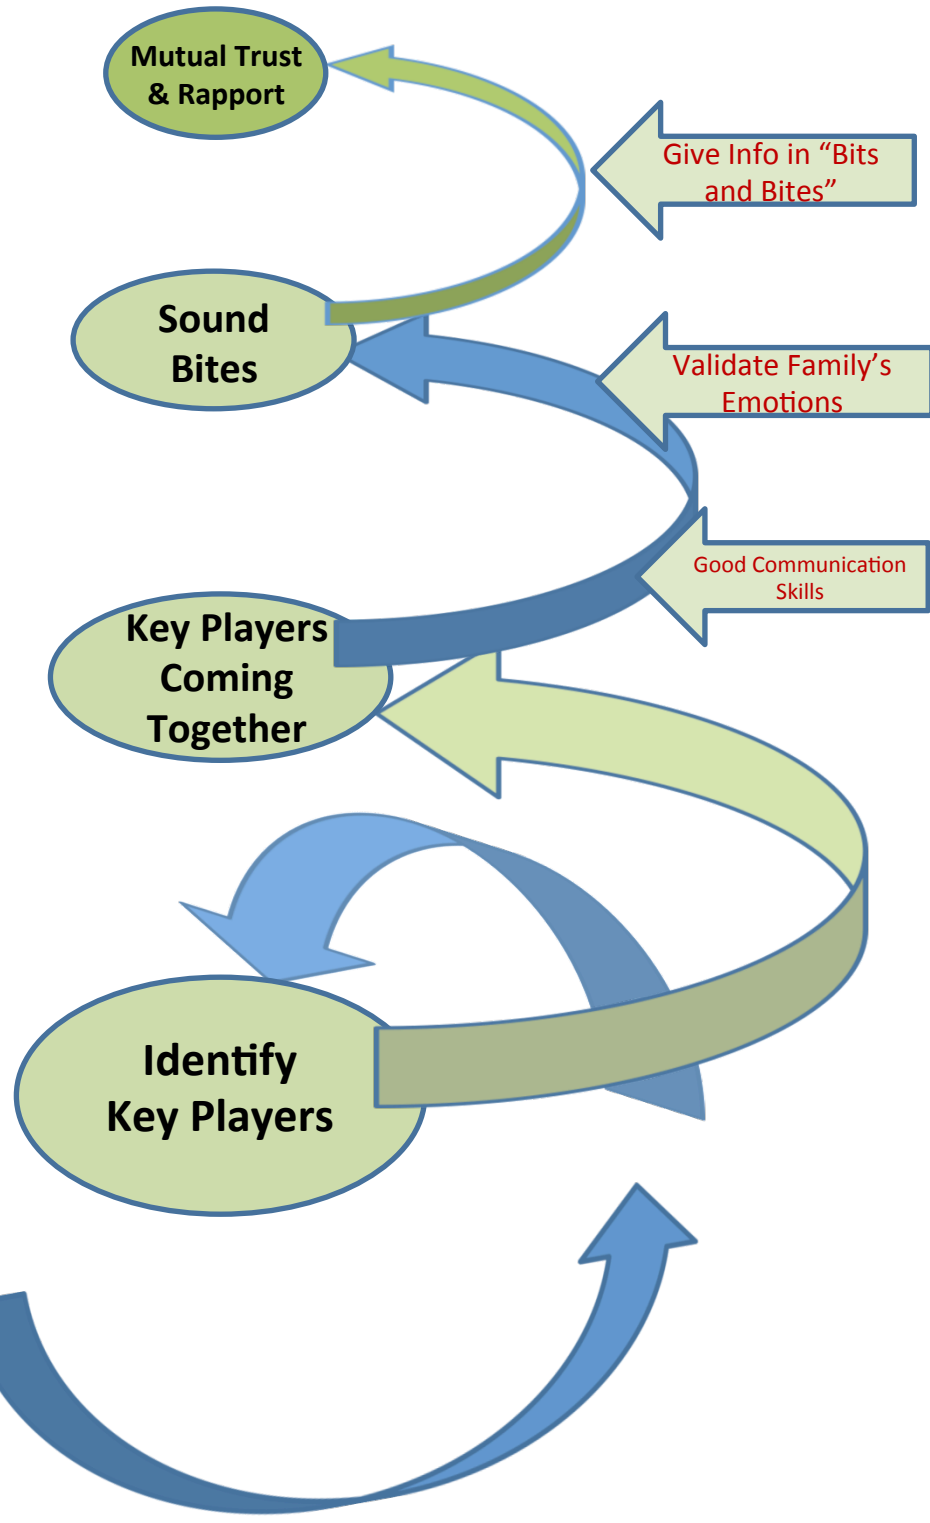 Mutual Trust
& Rapport
Give Info in “Bits
and Bites”
Sound
Bites
Validate Family’s
Emotions
Good Communication
Skills
Key Players
Coming
Together
Identify
Key Players